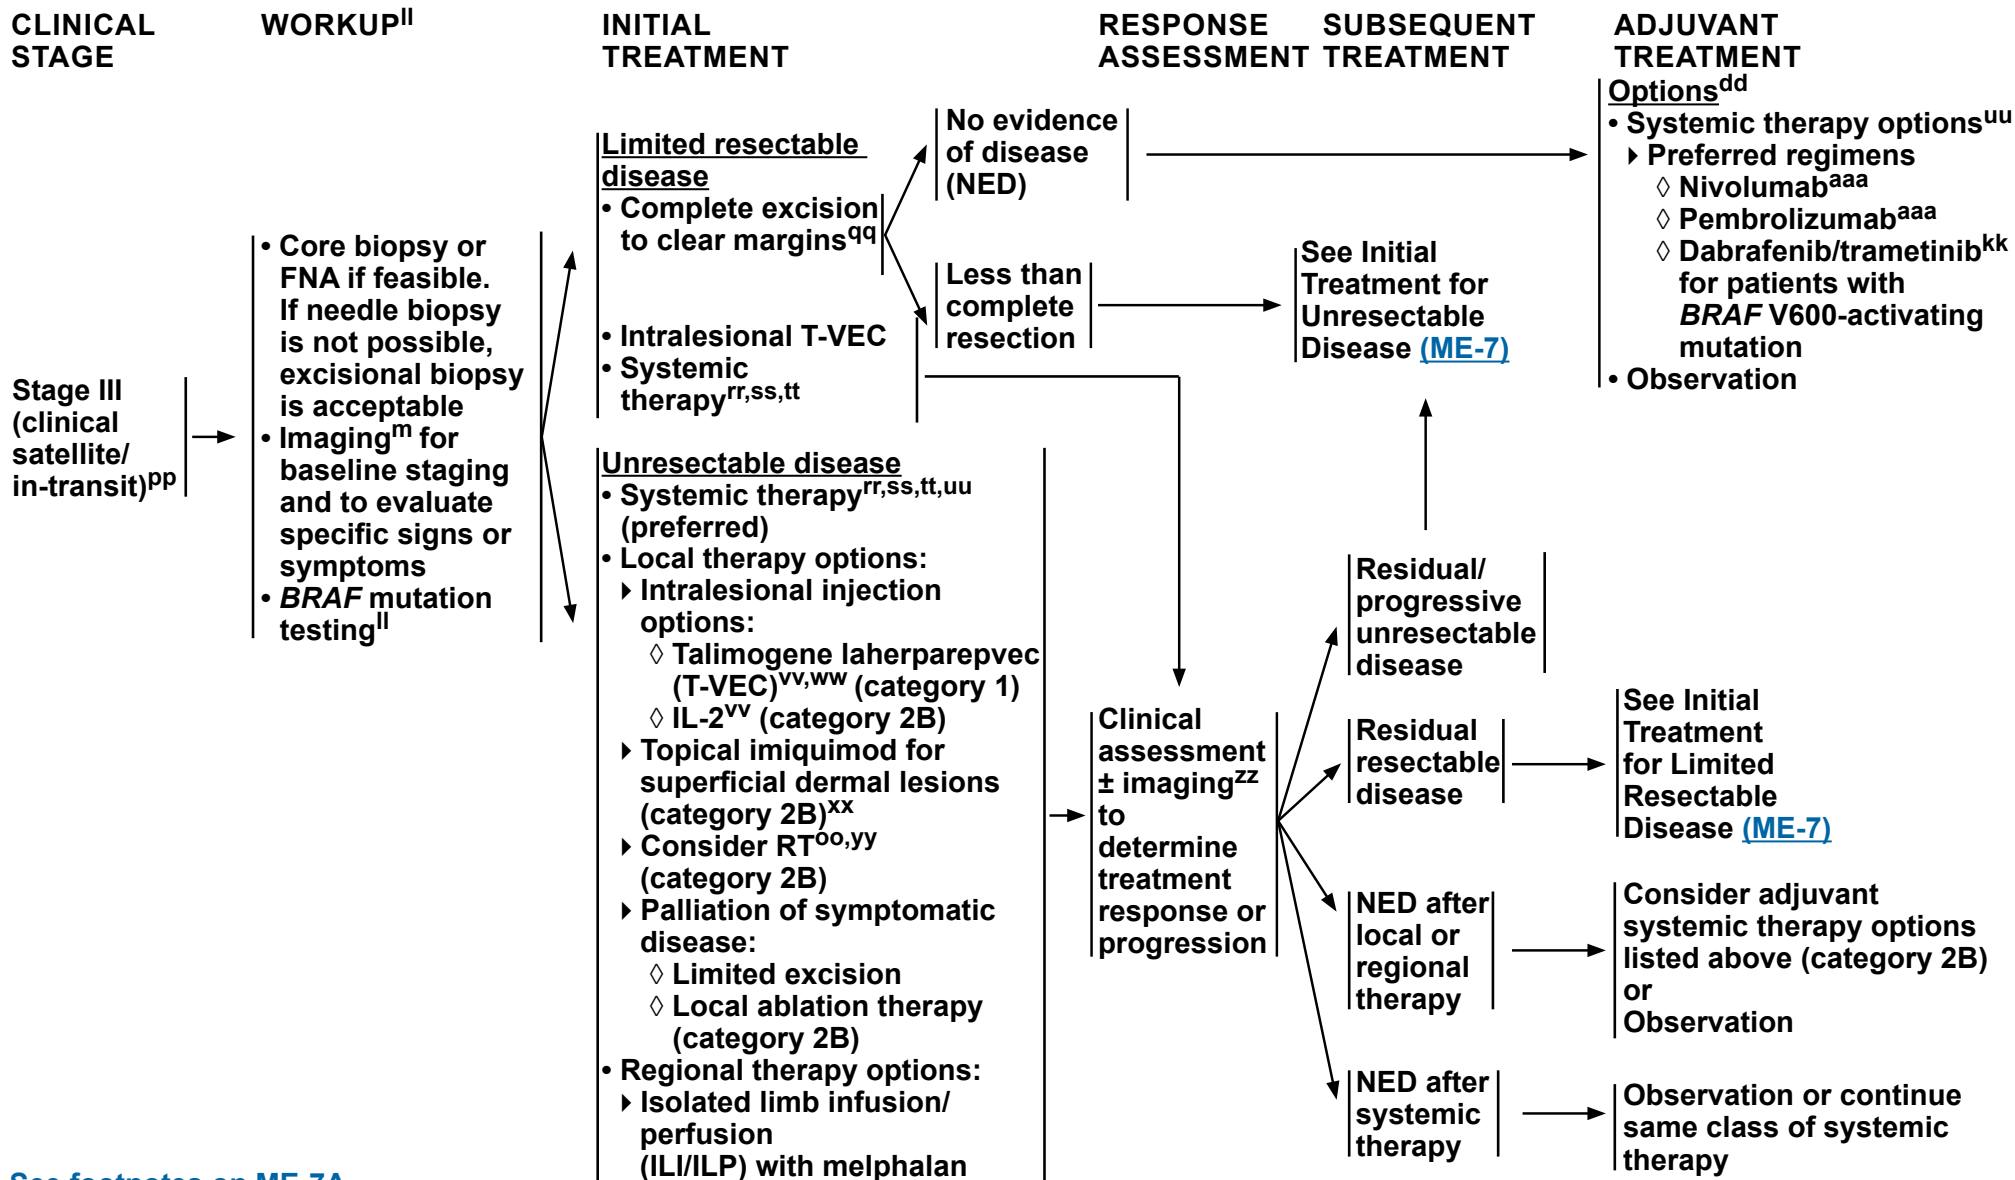 CLINICAL
STAGE
WORKUPll
INITIAL
TREATMENT
RESPONSE
ASSESSMENT
SUBSEQUENT
TREATMENT
ADJUVANT
TREATMENT
Stage III
(clinical
satellite/
in-transit)pp
• Core biopsy or
FNA if feasible.
If needle biopsy
is not possible,
excisional biopsy
is acceptable
• Imagingm for
baseline staging
and to evaluate
specific signs or
symptoms
• BRAF mutation
testingll
Limited resectable
disease
• Complete excision
to clear marginsqq
• Intralesional T-VEC
• Systemic
therapyrr,ss,tt
No evidence
of disease
(NED)
Less than
complete
resection
See Initial
Treatment for
Unresectable
Disease (ME-7)
Optionsdd
• Systemic therapy optionsuu
▸ Preferred regimens
◊ Nivolumabaaa
◊ Pembrolizumabaaa
◊ Dabrafenib/trametinibkk
for patients with
BRAF V600-activating
mutation
• Observation
Unresectable disease
• Systemic therapyrr,ss,tt,uu
(preferred)
• Local therapy options:
▸ Intralesional injection
options:
◊ Talimogene laherparepvec
(T-VEC)vv,ww (category 1)
◊ IL-2vv (category 2B)
▸ Topical imiquimod for
superficial dermal lesions
(category 2B)xx
▸ Consider RToo,yy
(category 2B)
▸ Palliation of symptomatic
disease:
◊ Limited excision
◊ Local ablation therapy
(category 2B)
• Regional therapy options:
▸ Isolated limb infusion/
perfusion
(ILI/ILP) with melphalan
Clinical
assessment
± imagingzz
to
determine
treatment
response or
progression
Residual/
progressive
unresectable
disease
Residual
resectable
disease
See Initial
Treatment
for Limited
Resectable
Disease (ME-7)
NED after
local or
regional
therapy
Consider adjuvant
systemic therapy options
listed above (category 2B)
or
Observation
NED after
systemic
therapy
Observation or continue
same class of systemic
therapy
See footnotes on ME-7A